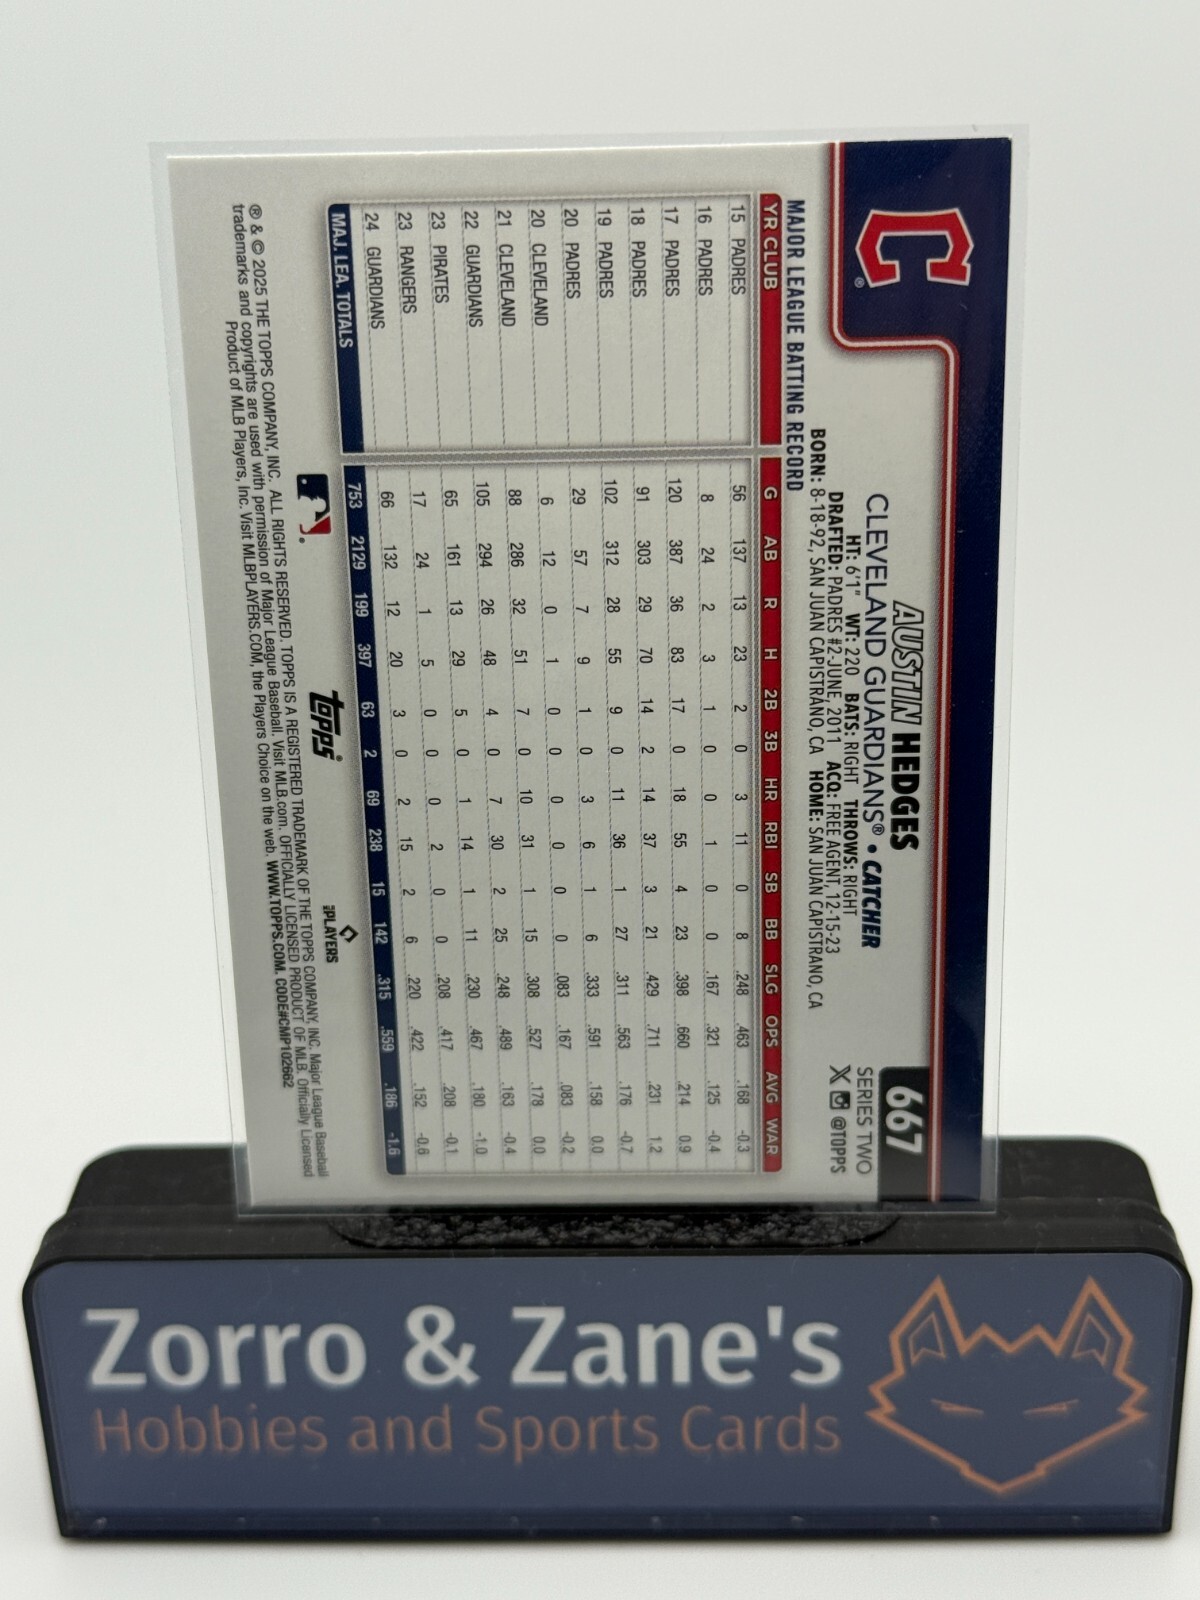 667
SERIES TWO
@TOPPS
AUSTIN HEDGES
CLEVELAND GUARDIANS® • CATCHER
HT: 6'1" WT: 220 BATS: RIGHT THROWS: RIGHT
DRAFTED: PADRES #2-JUNE, 2011 ACQ: FREE AGENT, 12-15-23
BORN: 8-18-92, SAN JUAN CAPISTRANO, CA HOME: SAN JUAN CAPISTRANO, CA
C®
MAJOR LEAGUE BATTING RECORD
YR CLUB G AB R H 2B 3B HR RBI SB BB SLG OPS AVG WAR
15 PADRES 56 137 13 23 2 0 3 11 0 8 .248 .463 .168 -0.3
16 PADRES 8 24 2 3 1 0 0 1 0 0 .167 .321 .125 -0.4
17 PADRES 120 387 36 83 17 0 18 55 4 23 .398 .660 .214 0.9
18 PADRES 91 303 29 70 14 2 14 37 3 21 .429 .711 .231 1.2
19 PADRES 102 312 28 55 9 0 11 36 1 27 .311 .563 .176 -0.7
20 PADRES 29 57 7 9 1 0 3 6 1 6 .333 .591 .158 0.0
20 CLEVELAND 6 12 0 1 0 0 0 0 0 0 .083 .167 .083 -0.2
21 CLEVELAND 88 286 32 51 7 0 10 31 1 15 .308 .527 .178 0.0
22 GUARDIANS 105 294 26 48 4 0 7 30 2 25 .248 .489 .163 -0.4
23 PIRATES 65 161 13 29 5 0 1 14 1 11 .230 .467 .180 -1.0
23 RANGERS 17 24 1 5 0 0 0 2 0 0 .208 .417 .208 -0.1
24 GUARDIANS 66 132 12 20 3 0 2 15 2 6 .220 .422 .152 -0.6
MAJ. LEA. TOTALS 753 2129 199 397 63 2 69 238 15 142 .315 .559 .186 -1.6
topps
PLAYERS
® & © 2025 THE TOPPS COMPANY, INC. ALL RIGHTS RESERVED. TOPPS IS A REGISTERED TRADEMARK OF THE TOPPS COMPANY, INC. Major League Baseball
trademarks and copyrights are used with permission of Major League Baseball. Visit MLB.com. OFFICIALLY LICENSED PRODUCT OF MLB. Officially Licensed
Product of MLB Players, Inc. Visit MLBPLAYERS.COM, the Players Choice on the web. WWW.TOPPS.COM. CODE#CMP102662
Zorro & Zane's
Hobbies and Sports Cards